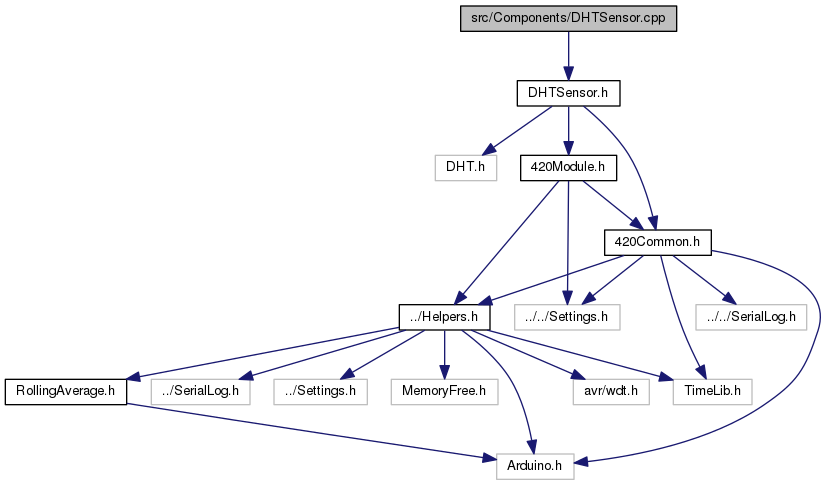 src/Components/DHTSensor.cpp
DHTSensor.h
DHT.h
420Module.h
420Common.h
../Helpers.h
../../Settings.h
../../SerialLog.h
RollingAverage.h
../SerialLog.h
../Settings.h
MemoryFree.h
avr/wdt.h
TimeLib.h
Arduino.h